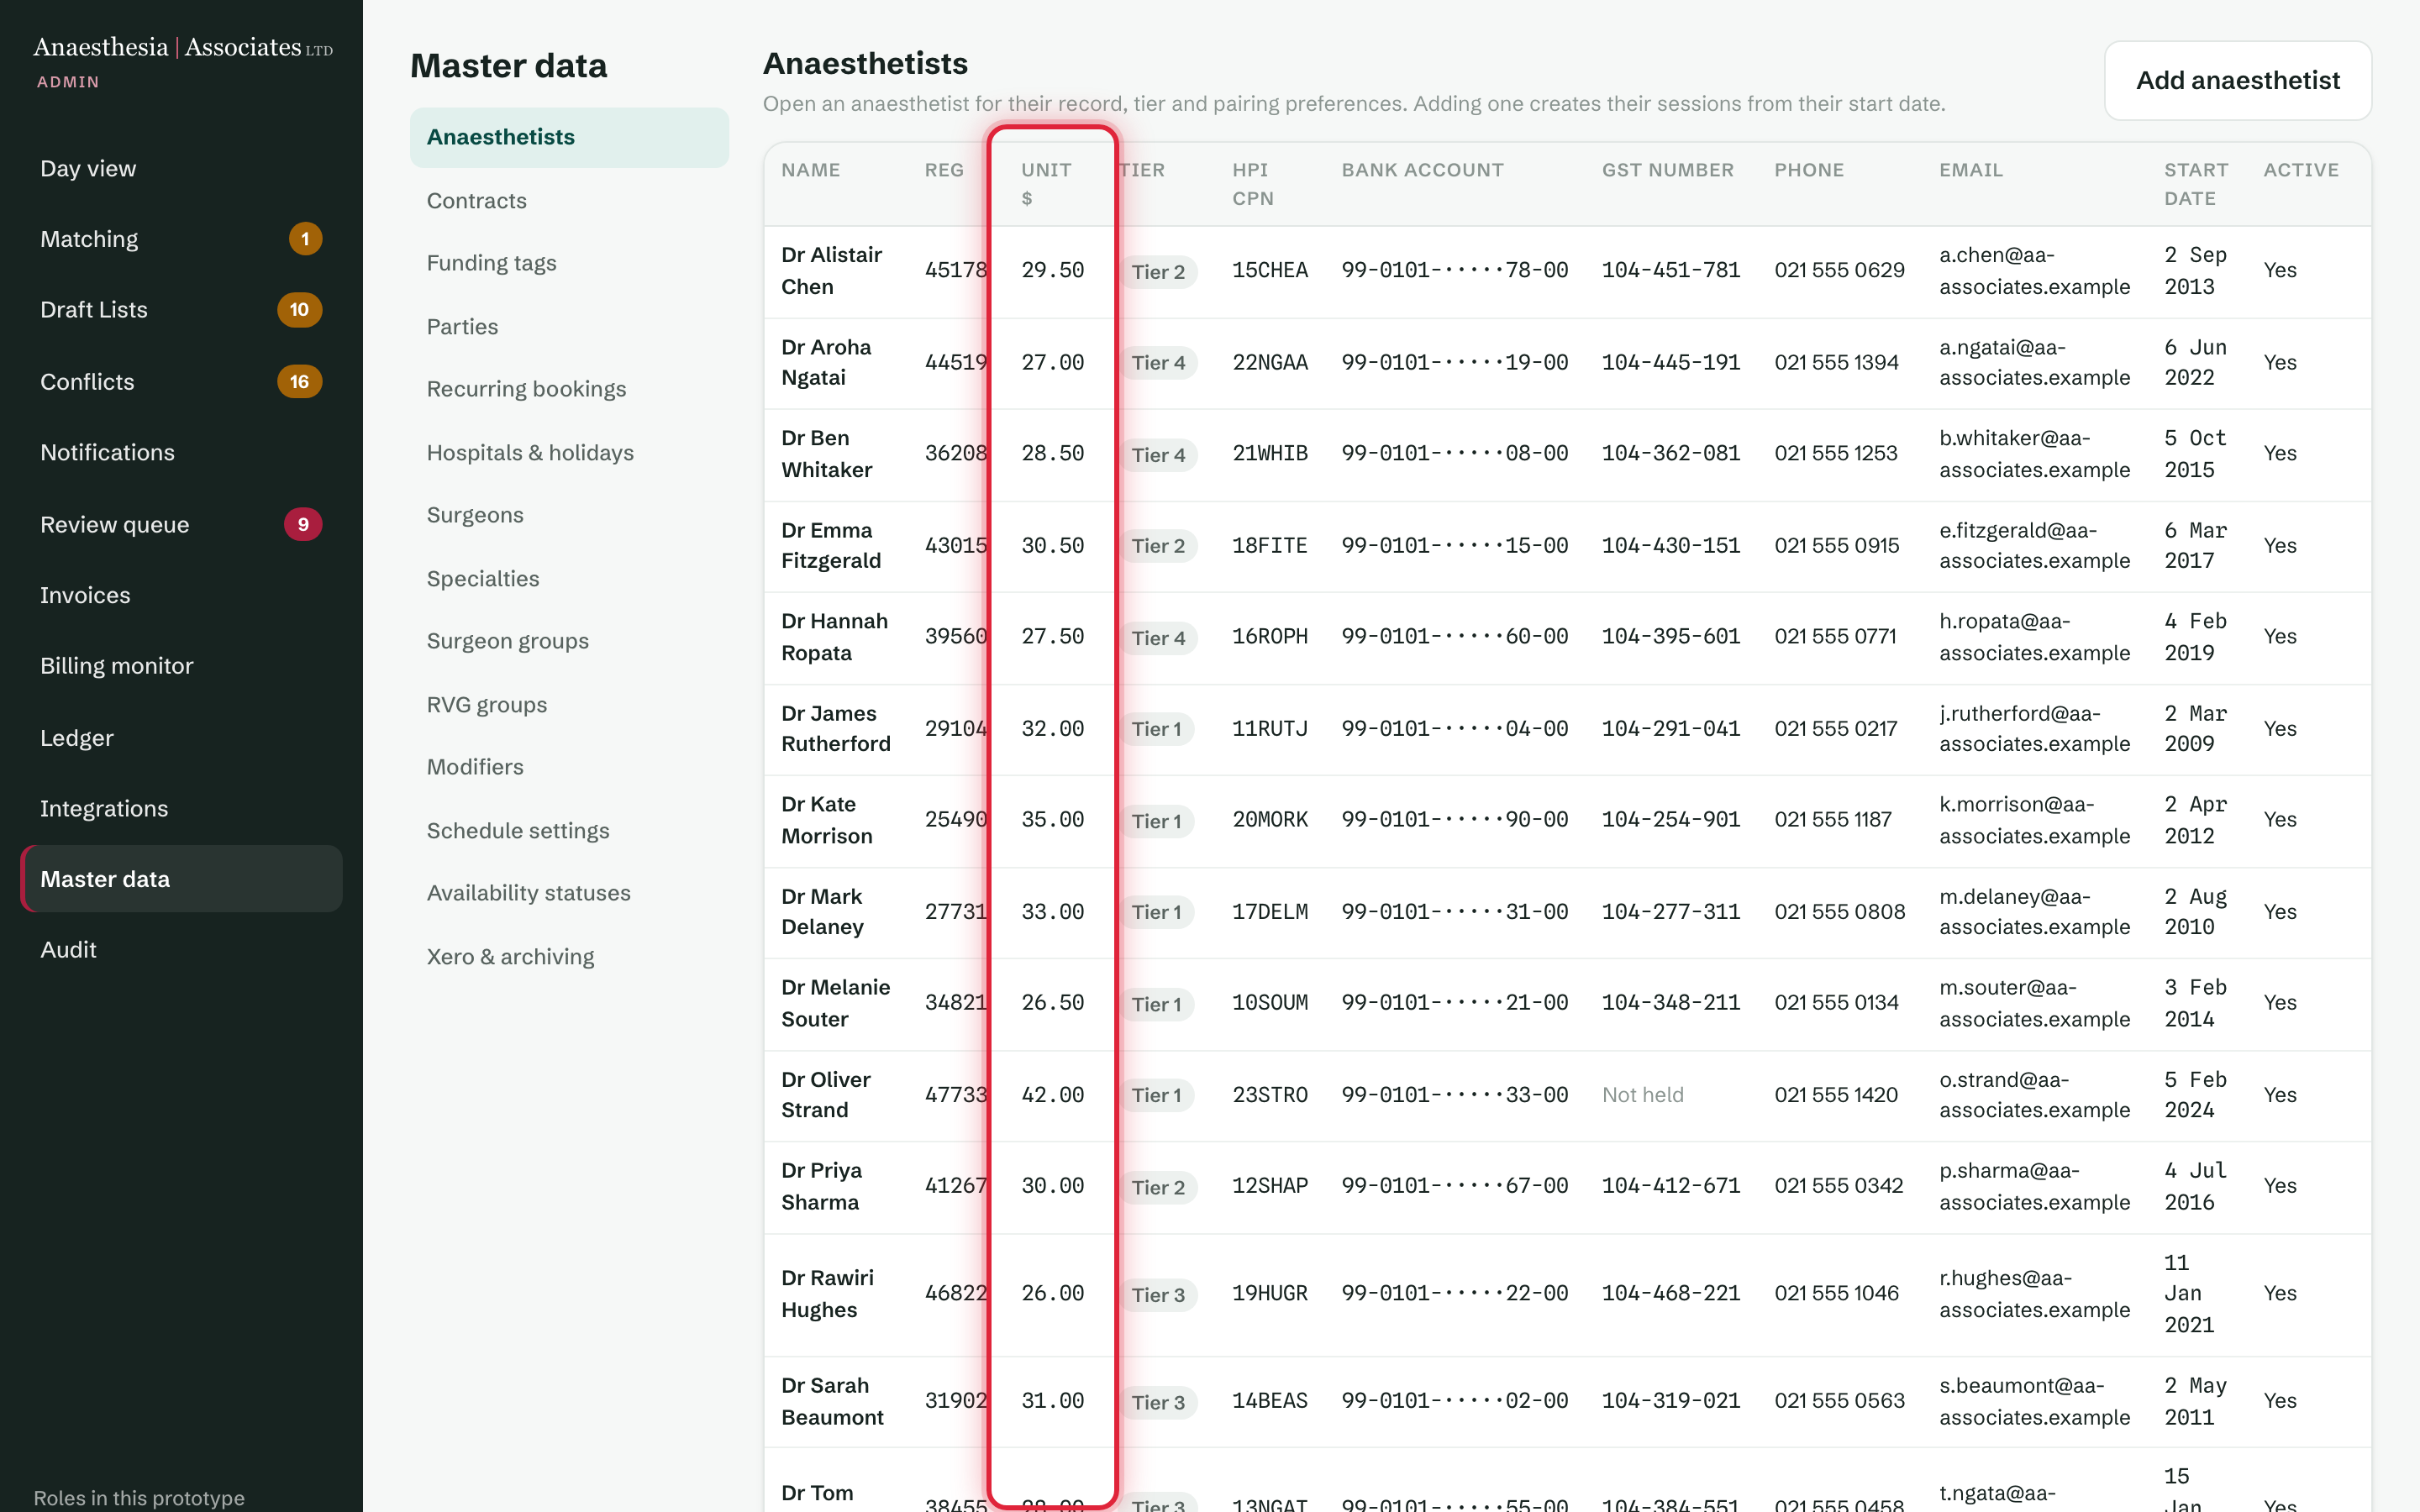 Anaesthesia | Associates LTD
ADMIN
Day view
Matching 1
Draft Lists 10
Conflicts 16
Notifications
Review queue 9
Invoices
Billing monitor
Ledger
Integrations
Master data
Audit
Roles in this prototype
Master data
Anaesthetists
Contracts
Funding tags
Parties
Recurring bookings
Hospitals & holidays
Surgeons
Specialties
Surgeon groups
RVG groups
Modifiers
Schedule settings
Availability statuses
Xero & archiving
Anaesthetists
Open an anaesthetist for their record, tier and pairing preferences. Adding one creates their sessions from their start date.
Add anaesthetist
NAME REG UNIT $ TIER HPI CPN BANK ACCOUNT GST NUMBER PHONE EMAIL START DATE ACTIVE
Dr Alistair Chen 45178 29.50 Tier 2 15CHEA 99-0101-·····78-00 104-451-781 021 555 0629 a.chen@aa-associates.example 2 Sep 2013 Yes
Dr Aroha Ngatai 44519 27.00 Tier 4 22NGAA 99-0101-·····19-00 104-445-191 021 555 1394 a.ngatai@aa-associates.example 6 Jun 2022 Yes
Dr Ben Whitaker 36208 28.50 Tier 4 21WHIB 99-0101-·····08-00 104-362-081 021 555 1253 b.whitaker@aa-associates.example 5 Oct 2015 Yes
Dr Emma Fitzgerald 43015 30.50 Tier 2 18FITE 99-0101-·····15-00 104-430-151 021 555 0915 e.fitzgerald@aa-associates.example 6 Mar 2017 Yes
Dr Hannah Ropata 39560 27.50 Tier 4 16ROPH 99-0101-·····60-00 104-395-601 021 555 0771 h.ropata@aa-associates.example 4 Feb 2019 Yes
Dr James Rutherford 29104 32.00 Tier 1 11RUTJ 99-0101-·····04-00 104-291-041 021 555 0217 j.rutherford@aa-associates.example 2 Mar 2009 Yes
Dr Kate Morrison 25490 35.00 Tier 1 20MORK 99-0101-·····90-00 104-254-901 021 555 1187 k.morrison@aa-associates.example 2 Apr 2012 Yes
Dr Mark Delaney 27731 33.00 Tier 1 17DELM 99-0101-·····31-00 104-277-311 021 555 0808 m.delaney@aa-associates.example 2 Aug 2010 Yes
Dr Melanie Souter 34821 26.50 Tier 1 10SOUM 99-0101-·····21-00 104-348-211 021 555 0134 m.souter@aa-associates.example 3 Feb 2014 Yes
Dr Oliver Strand 47733 42.00 Tier 1 23STRO 99-0101-·····33-00 Not held 021 555 1420 o.strand@aa-associates.example 5 Feb 2024 Yes
Dr Priya Sharma 41267 30.00 Tier 2 12SHAP 99-0101-·····67-00 104-412-671 021 555 0342 p.sharma@aa-associates.example 4 Jul 2016 Yes
Dr Rawiri Hughes 46822 26.00 Tier 3 19HUGR 99-0101-·····22-00 104-468-221 021 555 1046 r.hughes@aa-associates.example 11 Jan 2021 Yes
Dr Sarah Beaumont 31902 31.00 Tier 3 14BEAS 99-0101-·····02-00 104-319-021 021 555 0563 s.beaumont@aa-associates.example 2 May 2011 Yes
Dr Tom 38455 28.00 Tier 3 13NGAT 99-0101-·····55-00 104-384-551 021 555 0458 t.ngata@aa- 15 Jan Yes